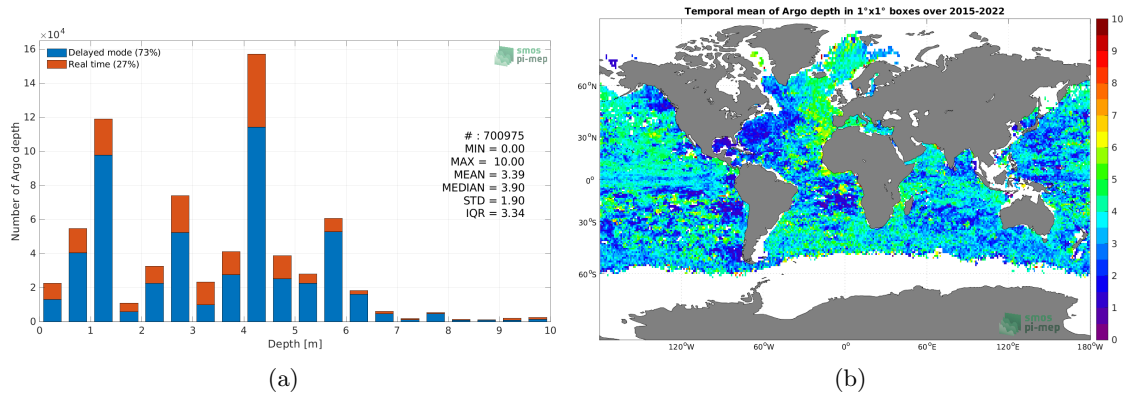 ×10⁴
Delayed mode (73%)
Real time (27%)
smos
pi-mep
16
14
12
10
8
6
4
2
0
Number of Argo depth
# : 700975
MIN = 0.00
MAX = 10.00
MEAN = 3.39
MEDIAN = 3.90
STD = 1.90
IQR = 3.34
0 1 2 3 4 5 6 7 8 9 10
Depth [m]
(a)
Temporal mean of Argo depth in 1°x1° boxes over 2015-2022
60°N
30°N
0°
30°S
60°S
120°W 60°W 0° 60°E 120°E 180°W
smos
pi-mep
10
9
8
7
6
5
4
3
2
1
0
(b)